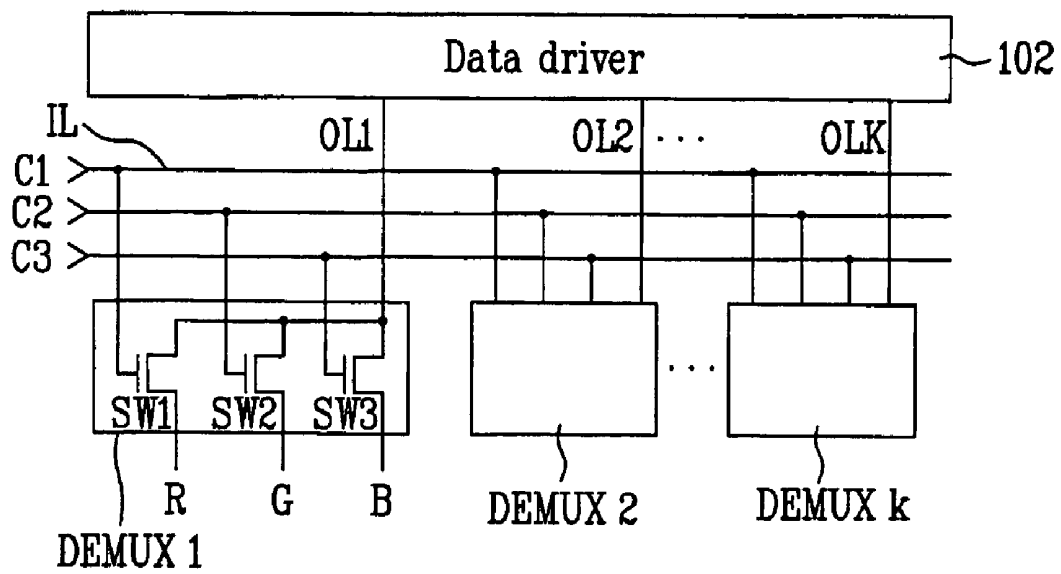 Data driver
102
IL
OL1
OL2
...
OLK
C1
C2
C3
SW1
SW2
SW3
...
R
G
B
DEMUX 1
DEMUX 2
DEMUX k